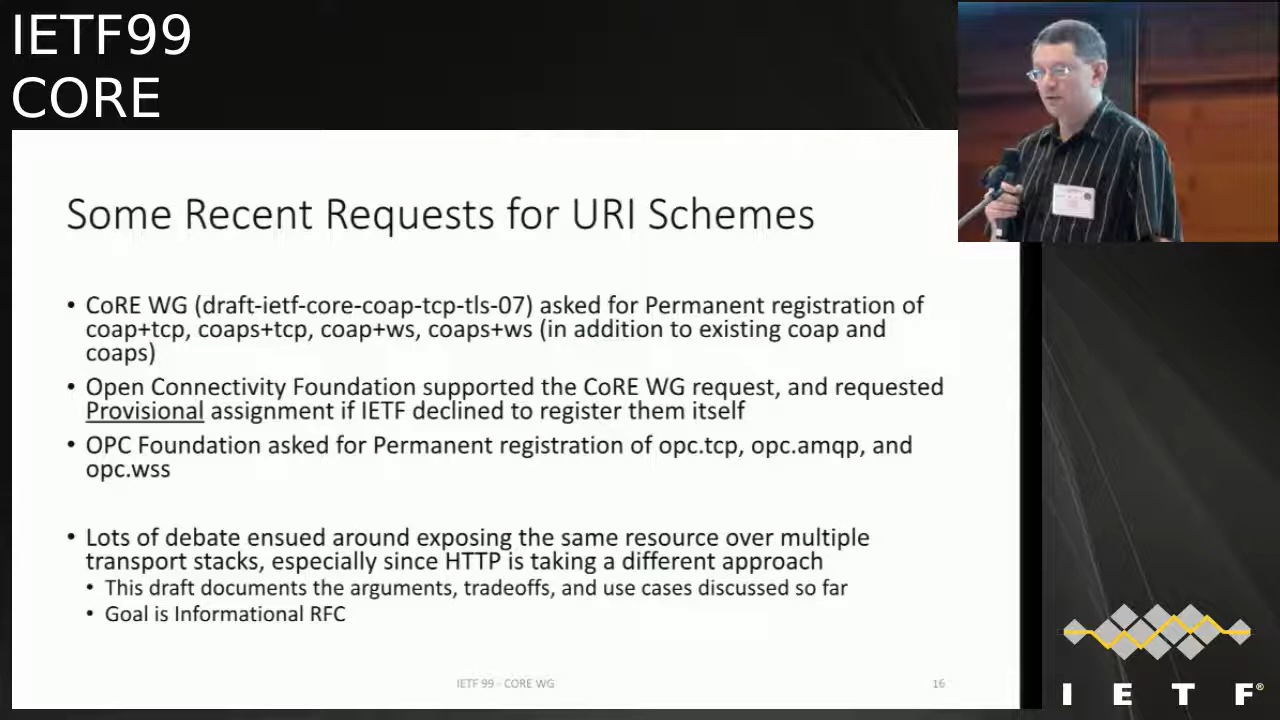 IETF99
CORE
Some Recent Requests for URI Schemes
• CoRE WG (draft-ietf-core-coap-tcp-tls-07) asked for Permanent registration of
coap+tcp, coaps+tcp, coap+ws, coaps+ws (in addition to existing coap and
coaps)
• Open Connectivity Foundation supported the CoRE WG request, and requested
Provisional assignment if IETF declined to register them itself
• OPC Foundation asked for Permanent registration of opc.tcp, opc.amqp, and
opc.wss
• Lots of debate ensued around exposing the same resource over multiple
transport stacks, especially since HTTP is taking a different approach
• This draft documents the arguments, tradeoffs, and use cases discussed so far
• Goal is Informational RFC
IETF 99 - CORE WG
16
I E T F®